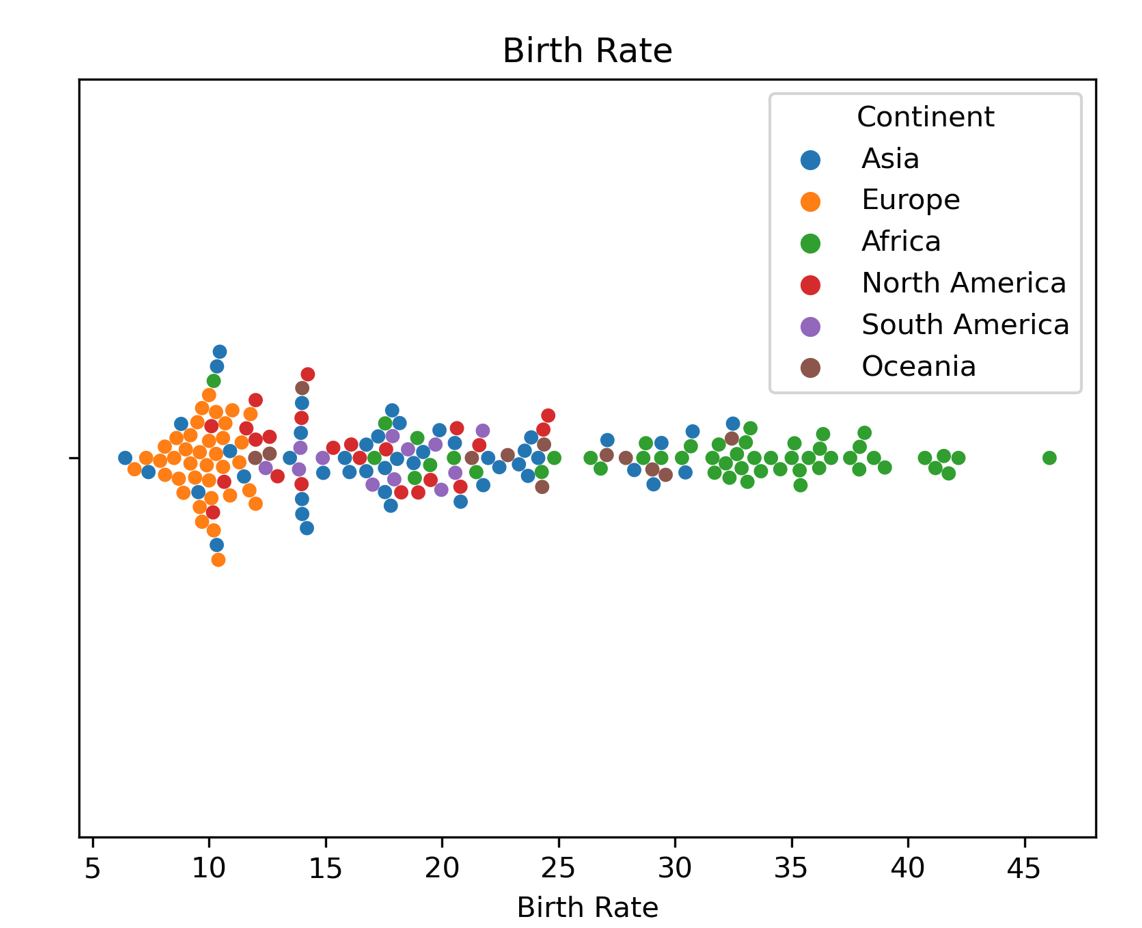 Birth Rate
Continent
Asia
Europe
Africa
North America
South America
Oceania
5 10 15 20 25 30 35 40 45
Birth Rate